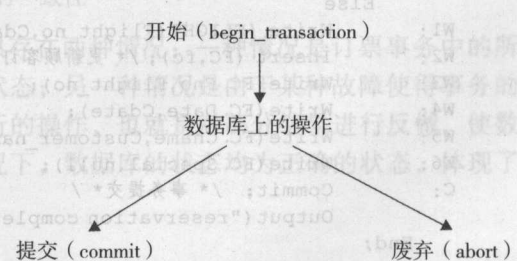 开始（begin_transaction）
数据库上的操作
提交（commit）
废弃（abort）